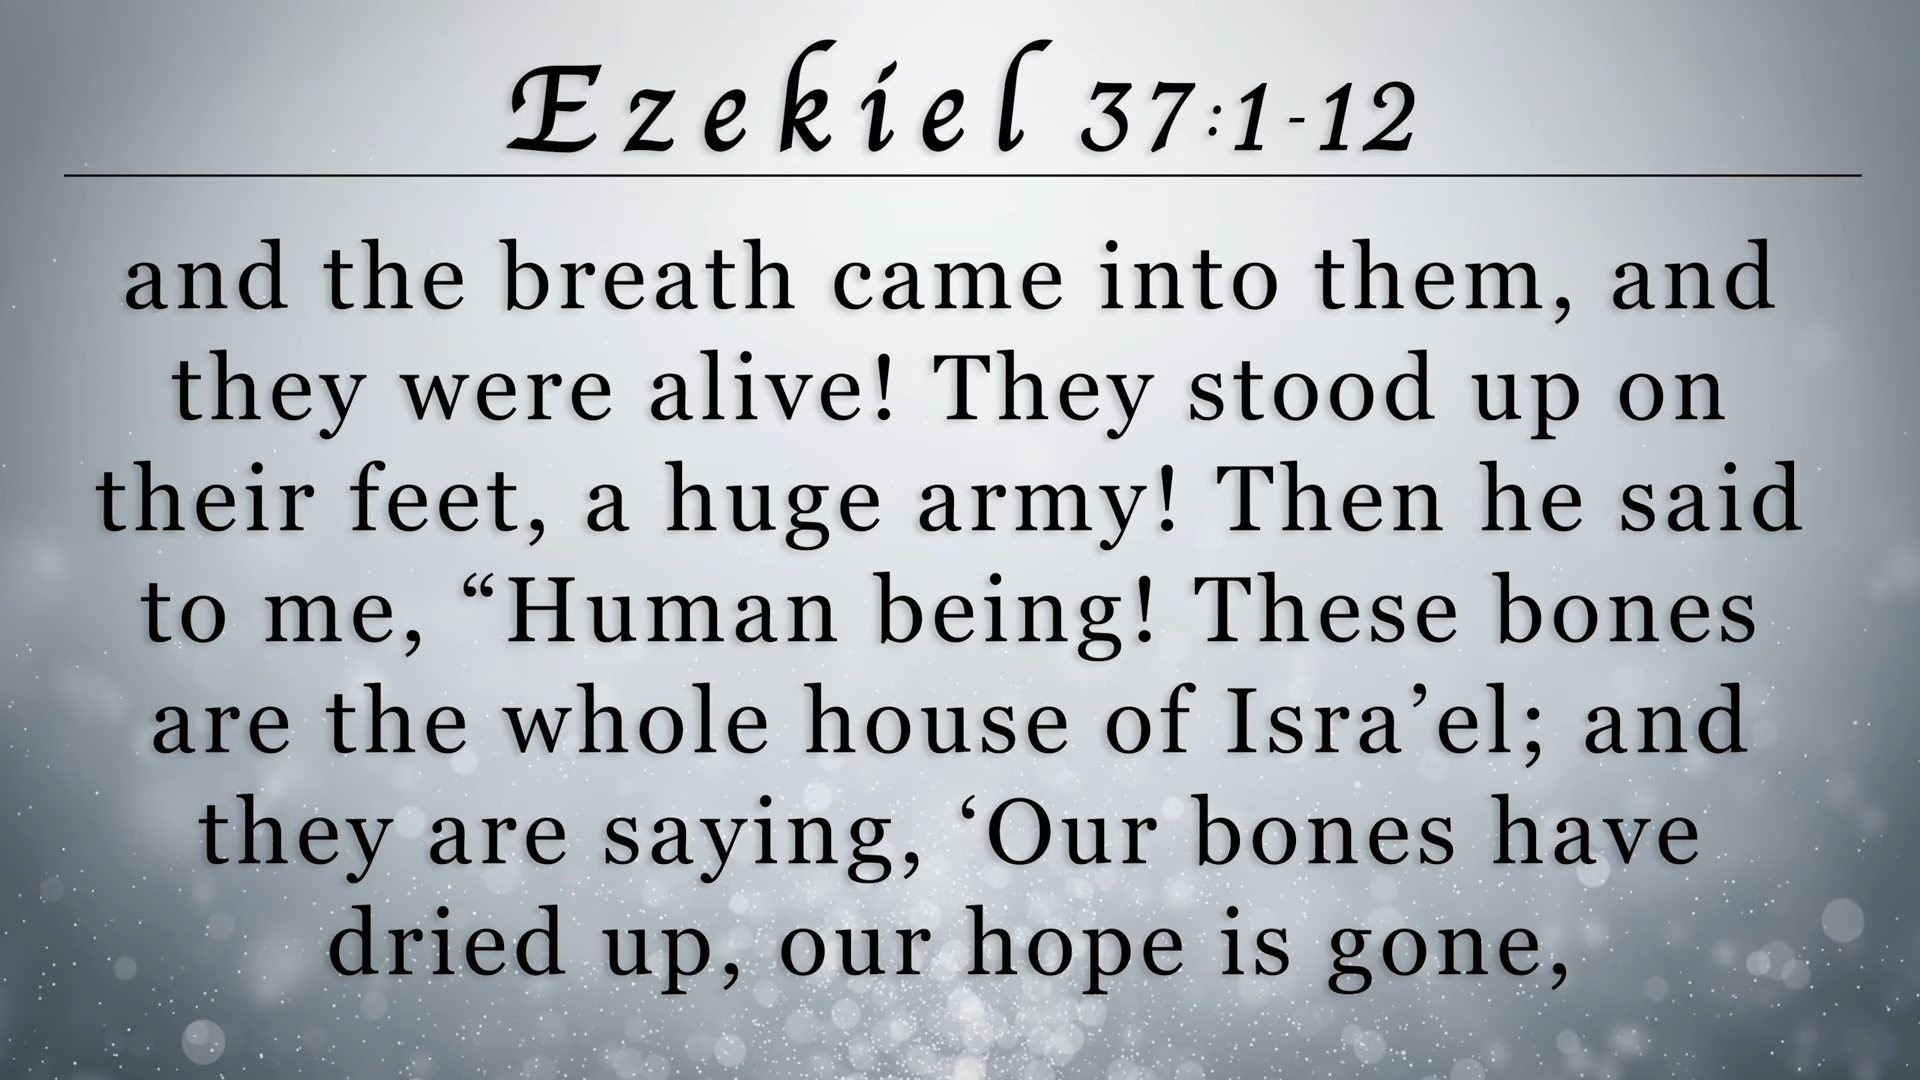 Ezekiel 37:1-12
and the breath came into them, and
they were alive! They stood up on
their feet, a huge army! Then he said
to me, “Human being! These bones
are the whole house of Isra’el; and
they are saying, ‘Our bones have
dried up, our hope is gone,